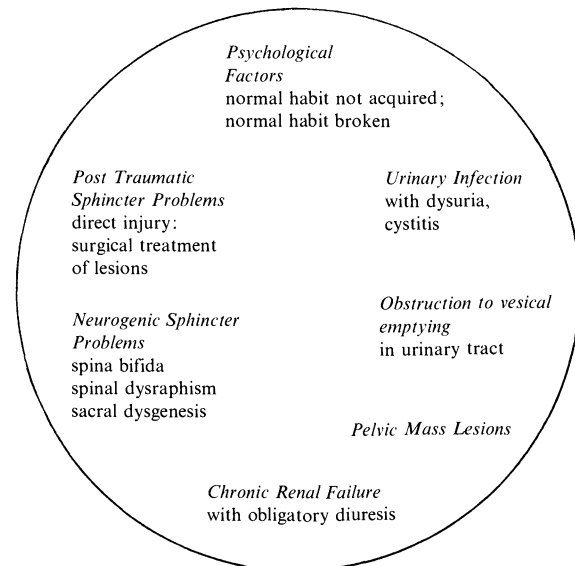 Psychological
Factors
normal habit not acquired;
normal habit broken
Post Traumatic
Sphincter Problems
direct injury:
surgical treatment
of lesions
Urinary Infection
with dysuria,
cystitis
Neurogenic Sphincter
Problems
spina bifida
spinal dysraphism
sacral dysgenesis
Obstruction to vesical
emptying
in urinary tract
Pelvic Mass Lesions
Chronic Renal Failure
with obligatory diuresis